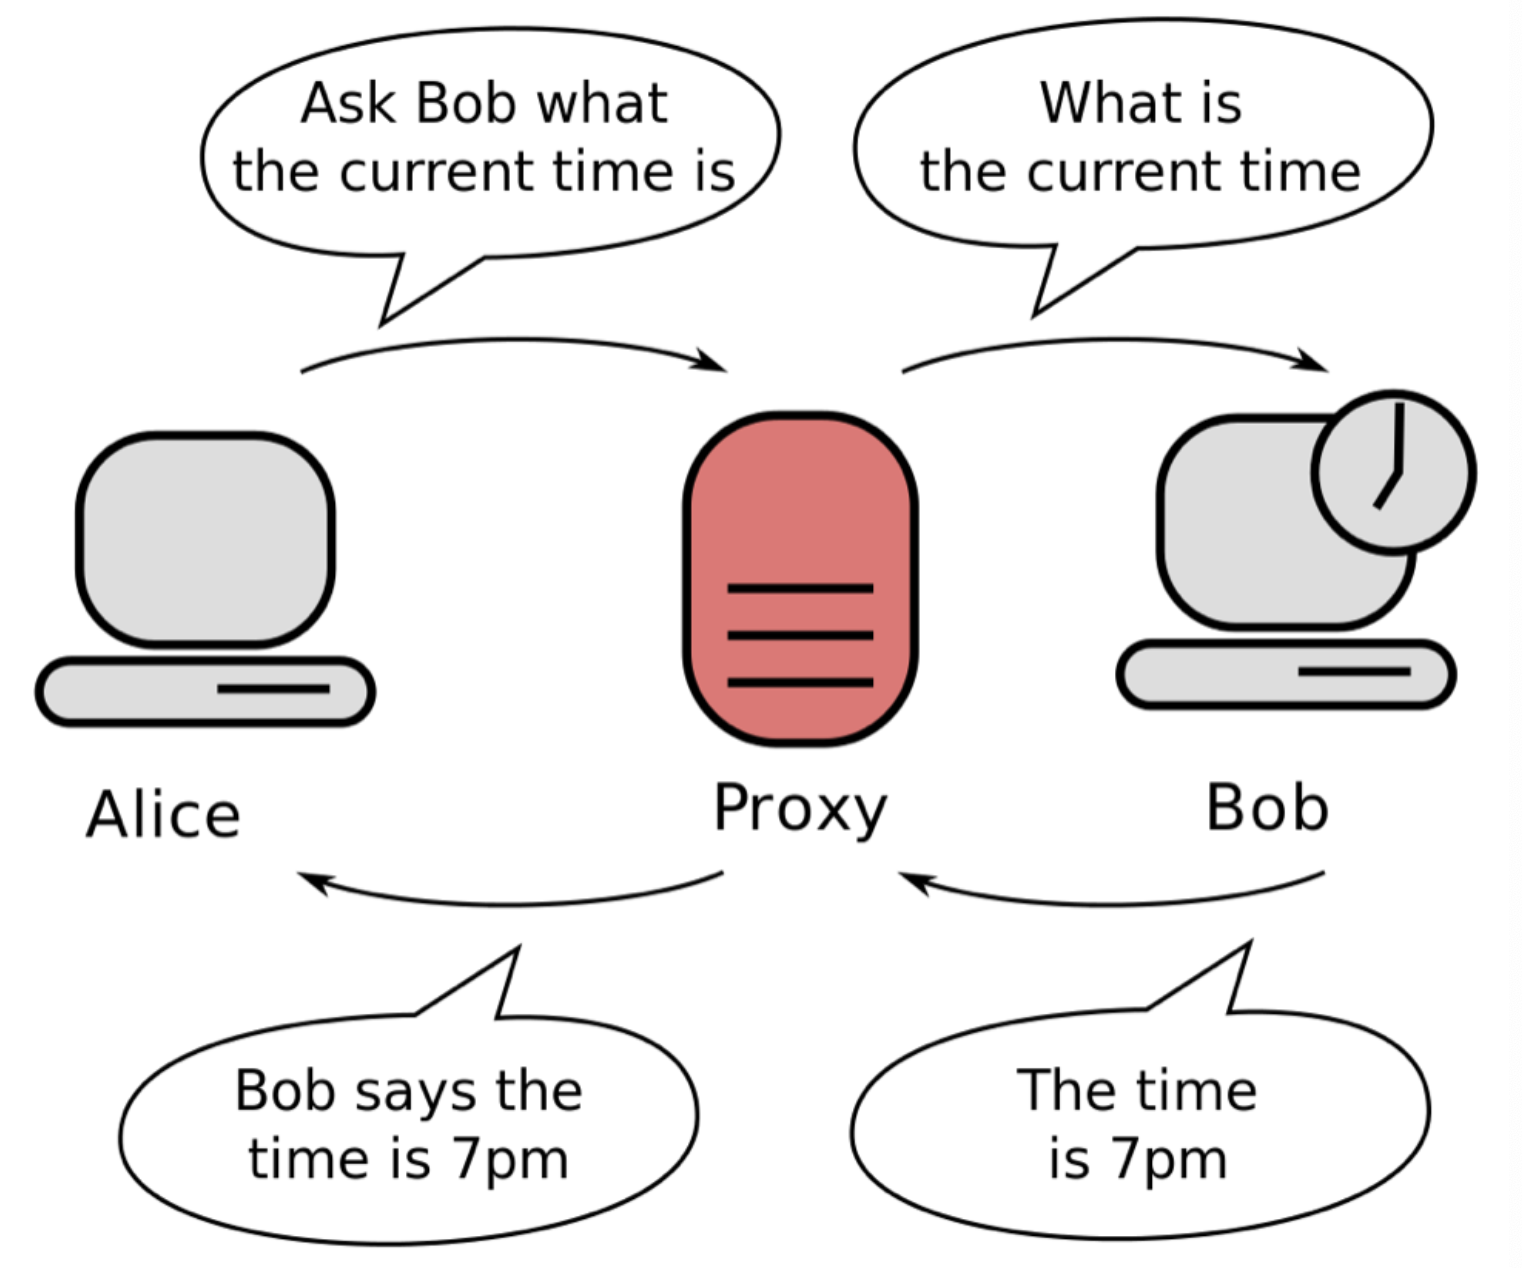 Ask Bob what
the current time is
What is
the current time
Alice
Proxy
Bob
Bob says the
time is 7pm
The time
is 7pm